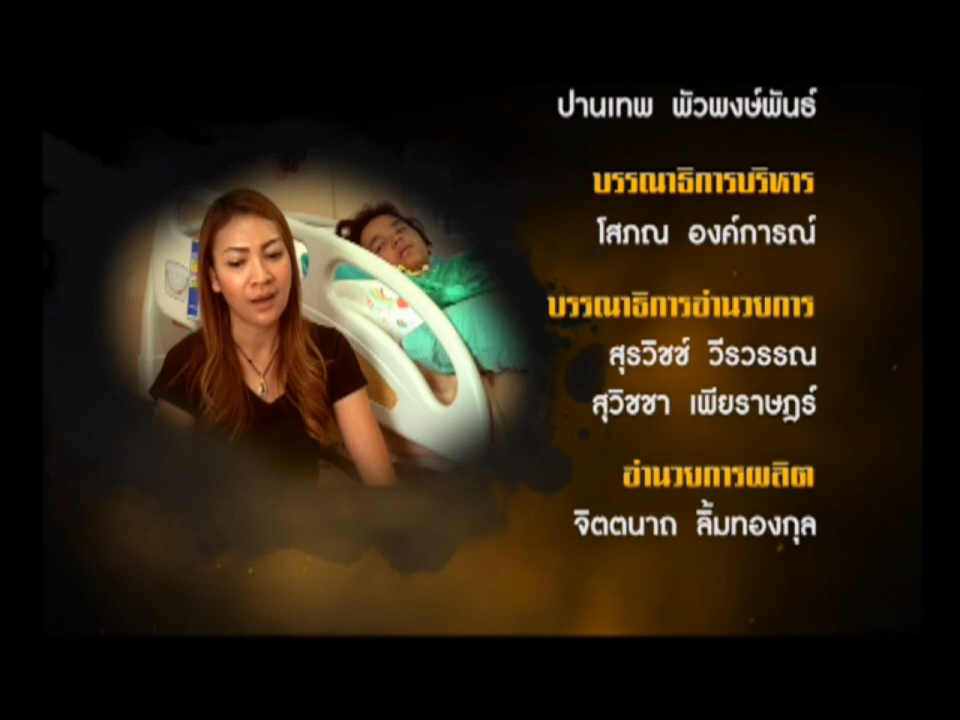 ปานเทพ พัวพงษ์พันธ์
บรรณาธิการบริหาร
โสภณ องค์การณ์
บรรณาธิการอำนวยการ
สุรวิชช์ วีรวรรณ
สุวิชชา เพียราษฎร์
อำนวยการผลิต
จิตตนาถ ลิ้มทองกุล